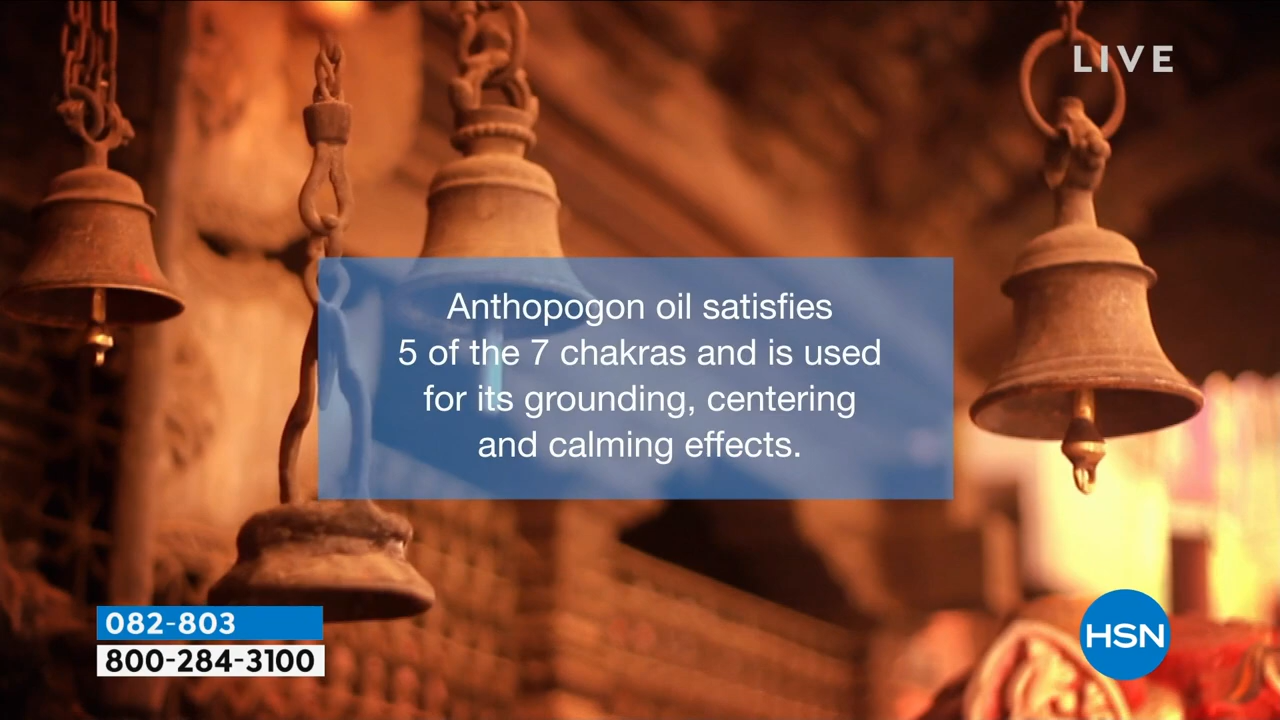 LIVE
Anthopogon oil satisfies
5 of the 7 chakras and is used
for its grounding, centering
and calming effects.
082-803
800-284-3100
HSN